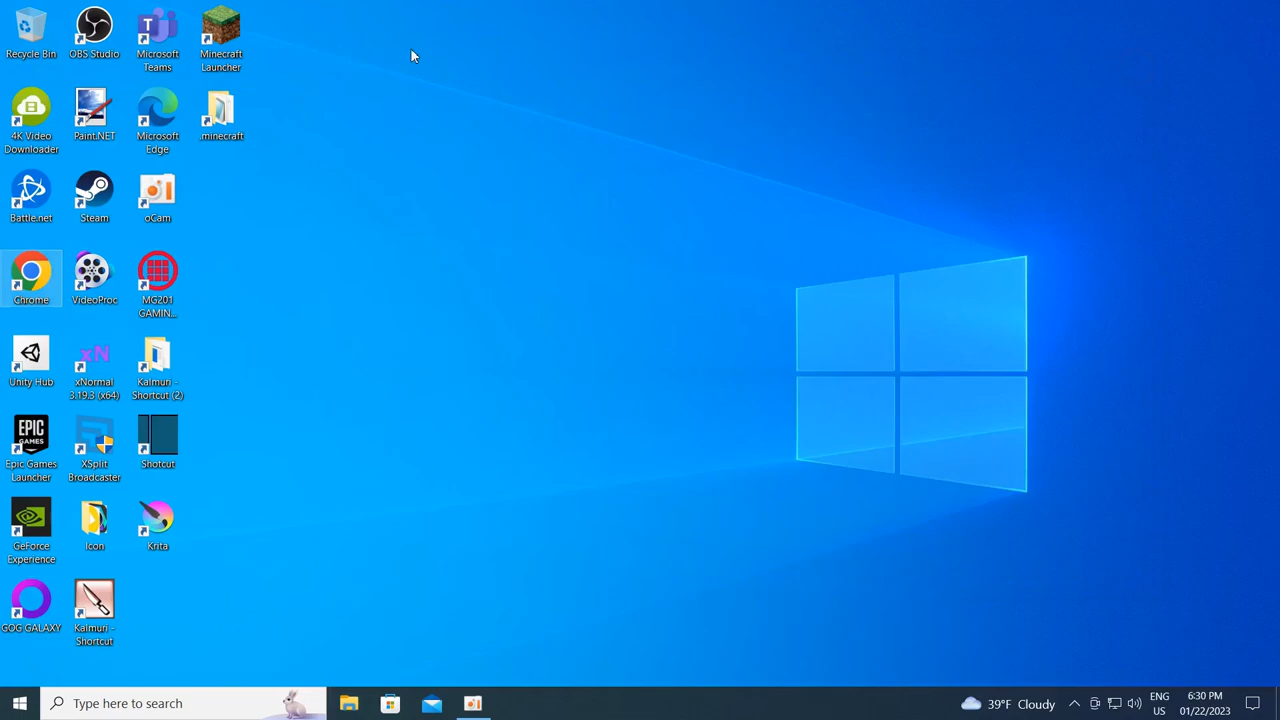 Recycle Bin
OBS Studio
Microsoft
Teams
Minecraft
Launcher
4K Video
Downloader
Paint.NET
Microsoft
Edge
.minecraft
Battle.net
Steam
oCam
Chrome
VideoProc
MG201
GAMIN...
Unity Hub
xN
xNormal
3.19.3 (x64)
Kalmuri -
Shortcut (2)
EPIC
GAMES
Epic Games
Launcher
XSplit
Broadcaster
Shotcut
GeForce
Experience
Icon
Krita
GOG GALAXY
Kalmuri -
Shortcut
Type here to search
39°F Cloudy
ENG
US
6:30 PM
01/22/2023